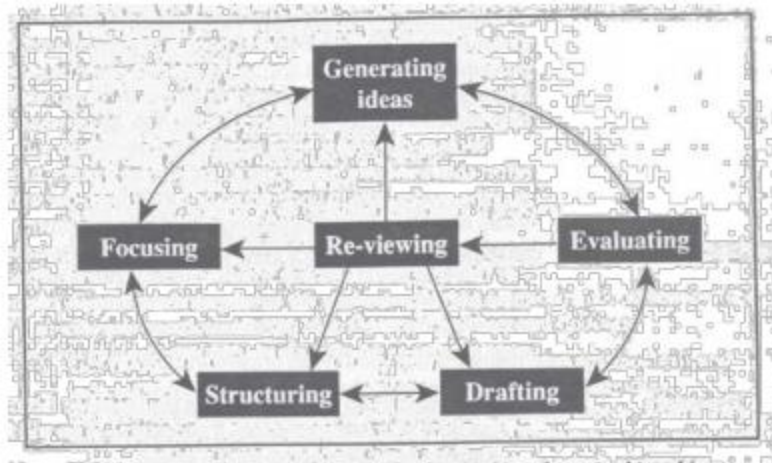 Generating
ideas
Focusing
Re-viewing
Evaluating
Structuring
Drafting